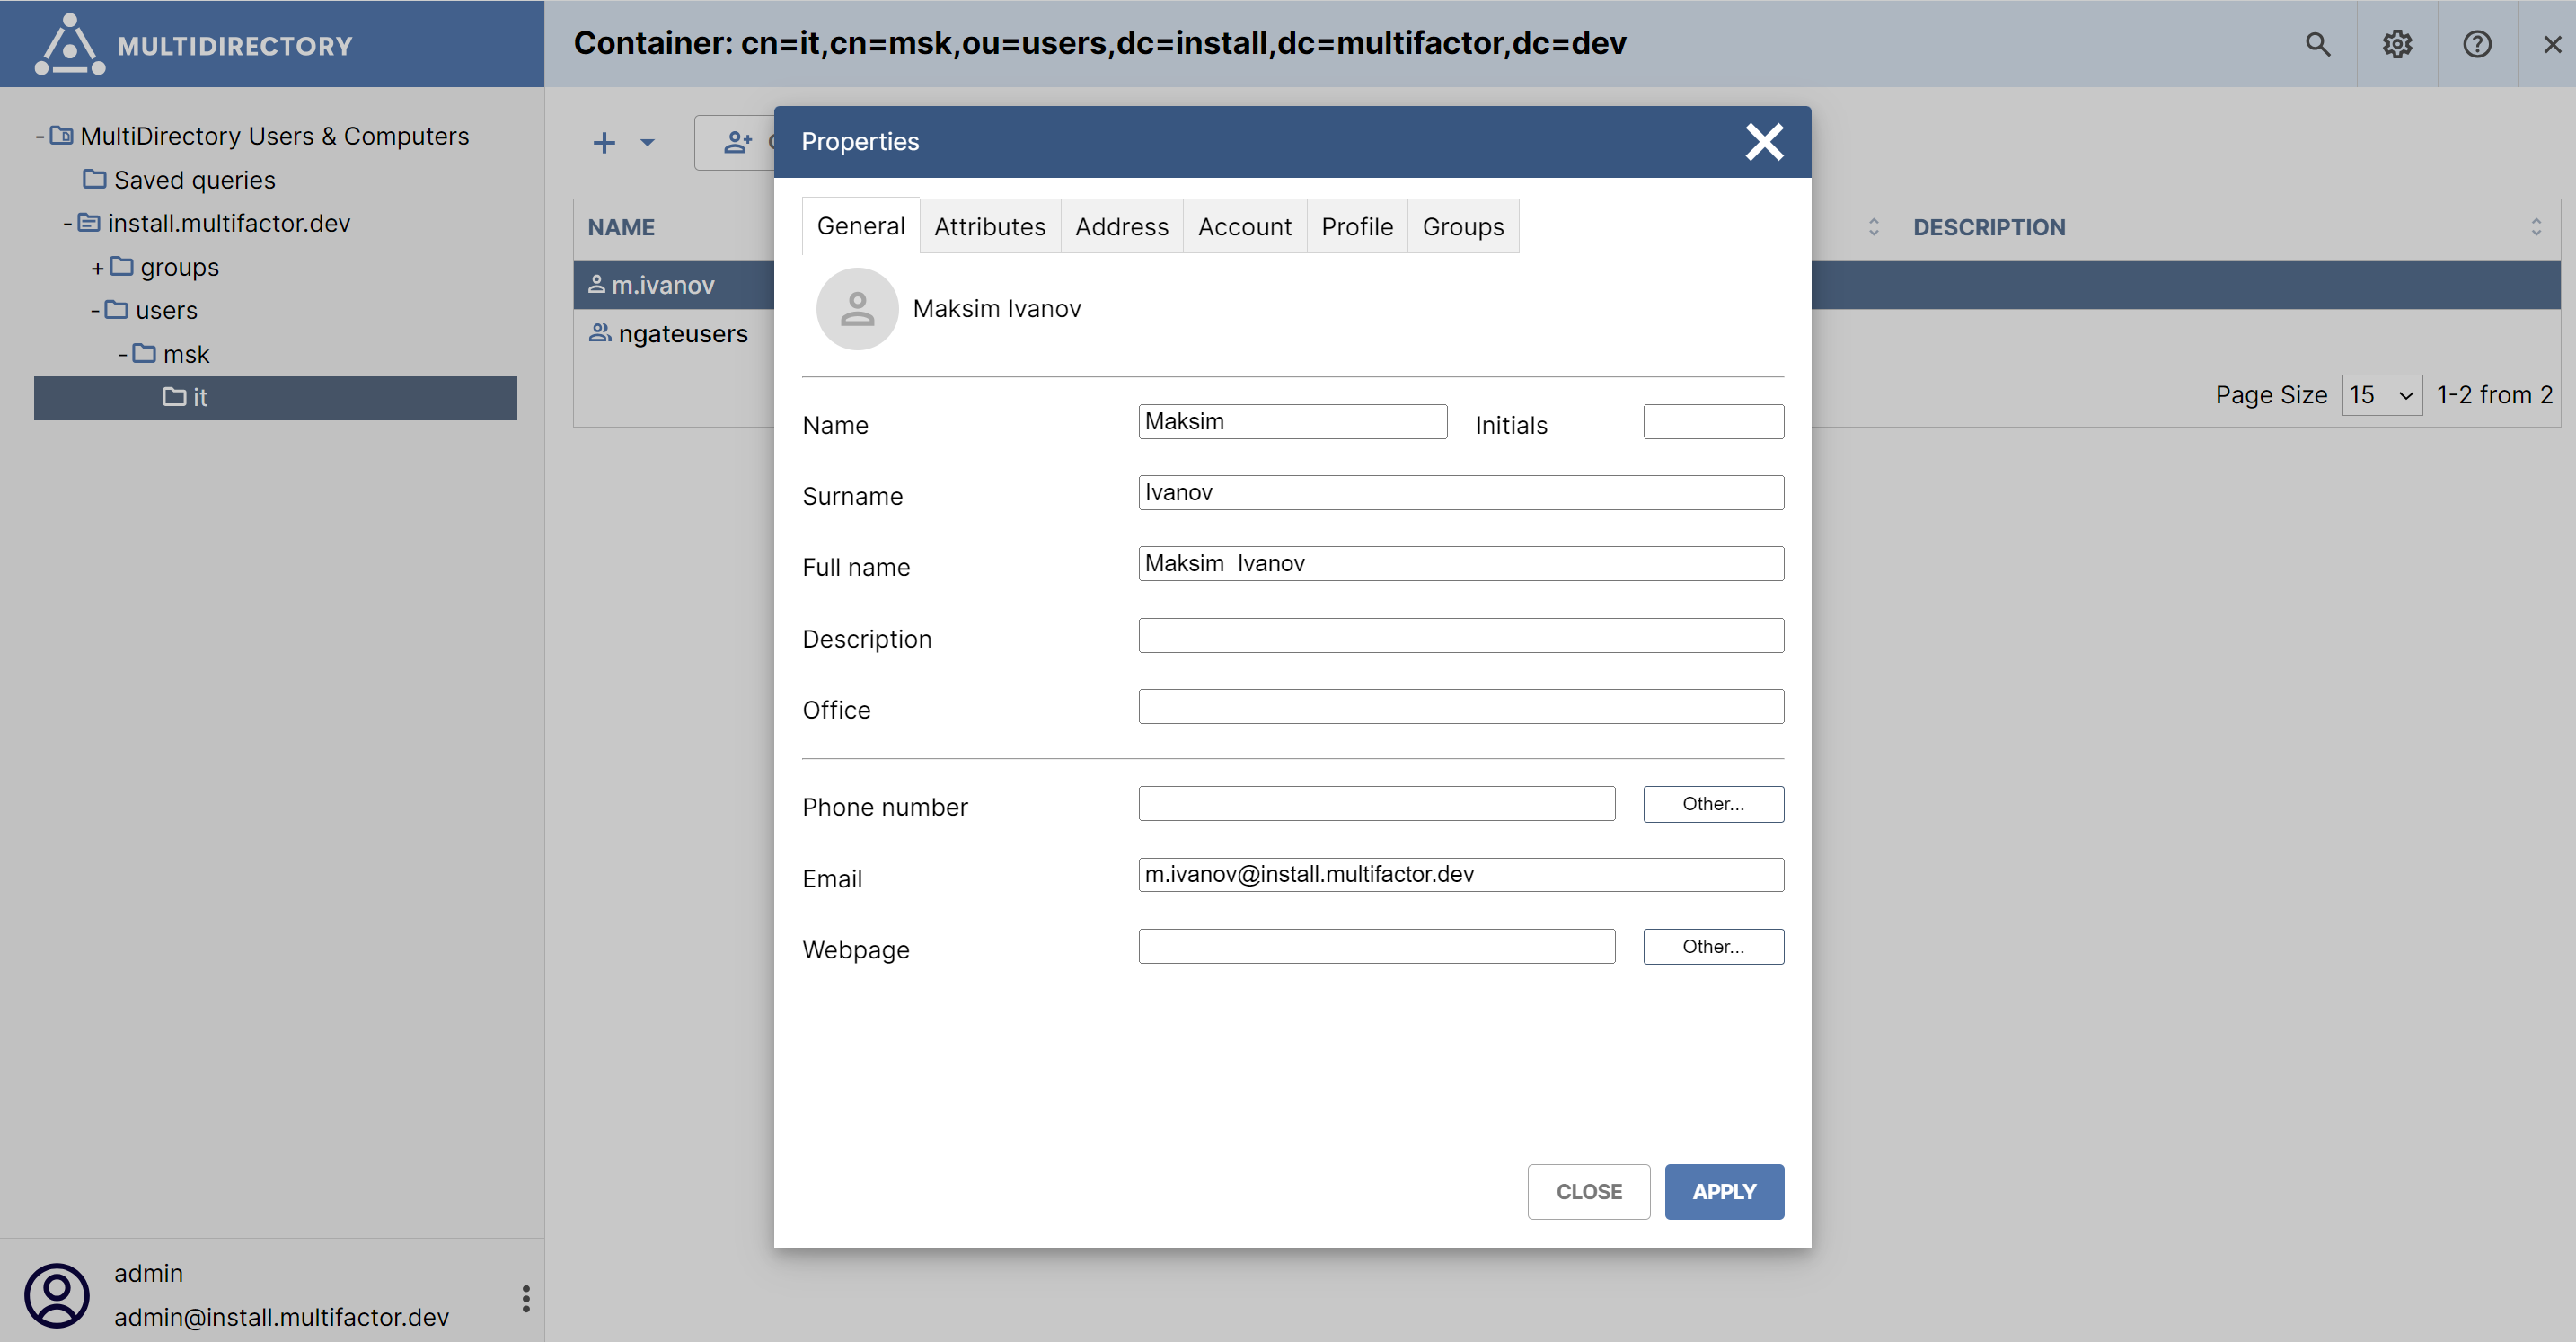 MULTIDIRECTORY
Container: cn=it,cn=msk,ou=users,dc=install,dc=multifactor,dc=dev
- MultiDirectory Users & Computers
Saved queries
- install.multifactor.dev
+ groups
- users
- msk
it
admin
admin@install.multifactor.dev
NAME
DESCRIPTION
m.ivanov
ngateusers
Page Size 15 1-2 from 2
Properties
General Attributes Address Account Profile Groups
Maksim Ivanov
Name Maksim Initials
Surname Ivanov
Full name Maksim  Ivanov
Description
Office
Phone number Other...
Email m.ivanov@install.multifactor.dev
Webpage Other...
CLOSE APPLY